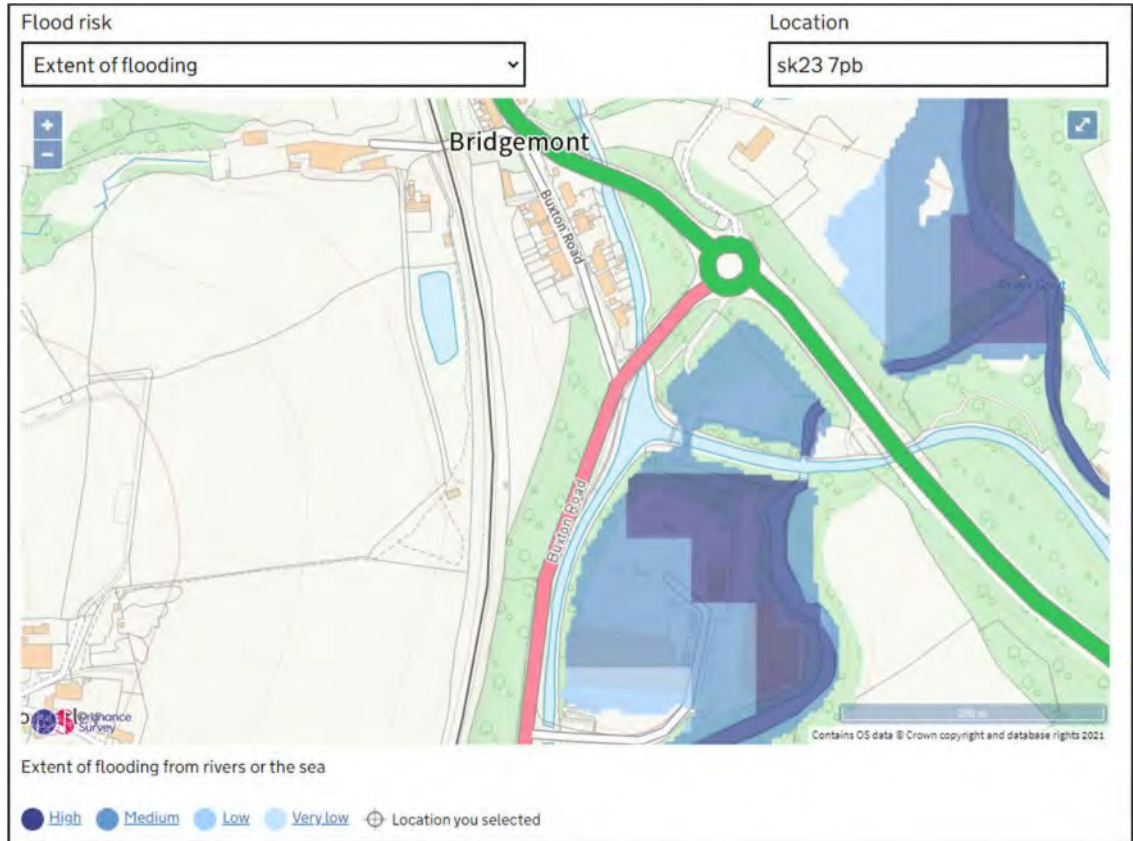 Flood risk
Location
Extent of flooding
sk23 7pb
+
−
Bridgemont
Buxton Road
Buxton Road
Ordnance
Survey
Contains OS data © Crown copyright and database rights 2021
Extent of flooding from rivers or the sea
High Medium Low Very low Location you selected